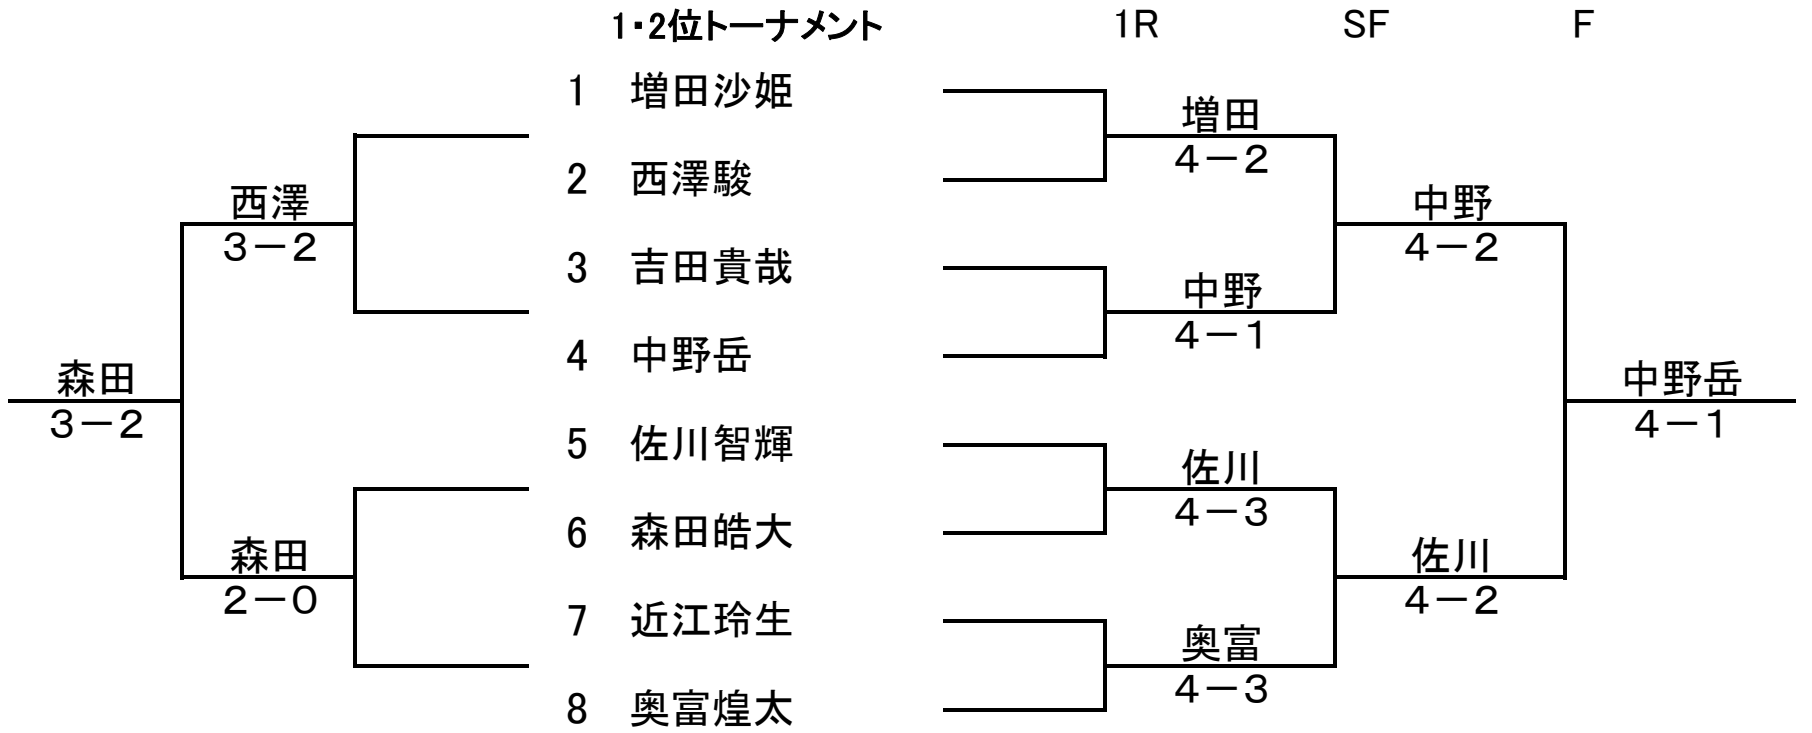 1・2位トーナメント 1R SF F
1 増田沙姫
増田
2 西澤駿
4－2
西澤
中野
3－2
4－2
3 吉田貴哉
中野
4 中野岳
4－1
森田
中野岳
3－2
4－1
5 佐川智輝
佐川
6 森田皓大
4－3
森田
佐川
2－0
4－2
7 近江玲生
奥富
8 奥富煌太
4－3